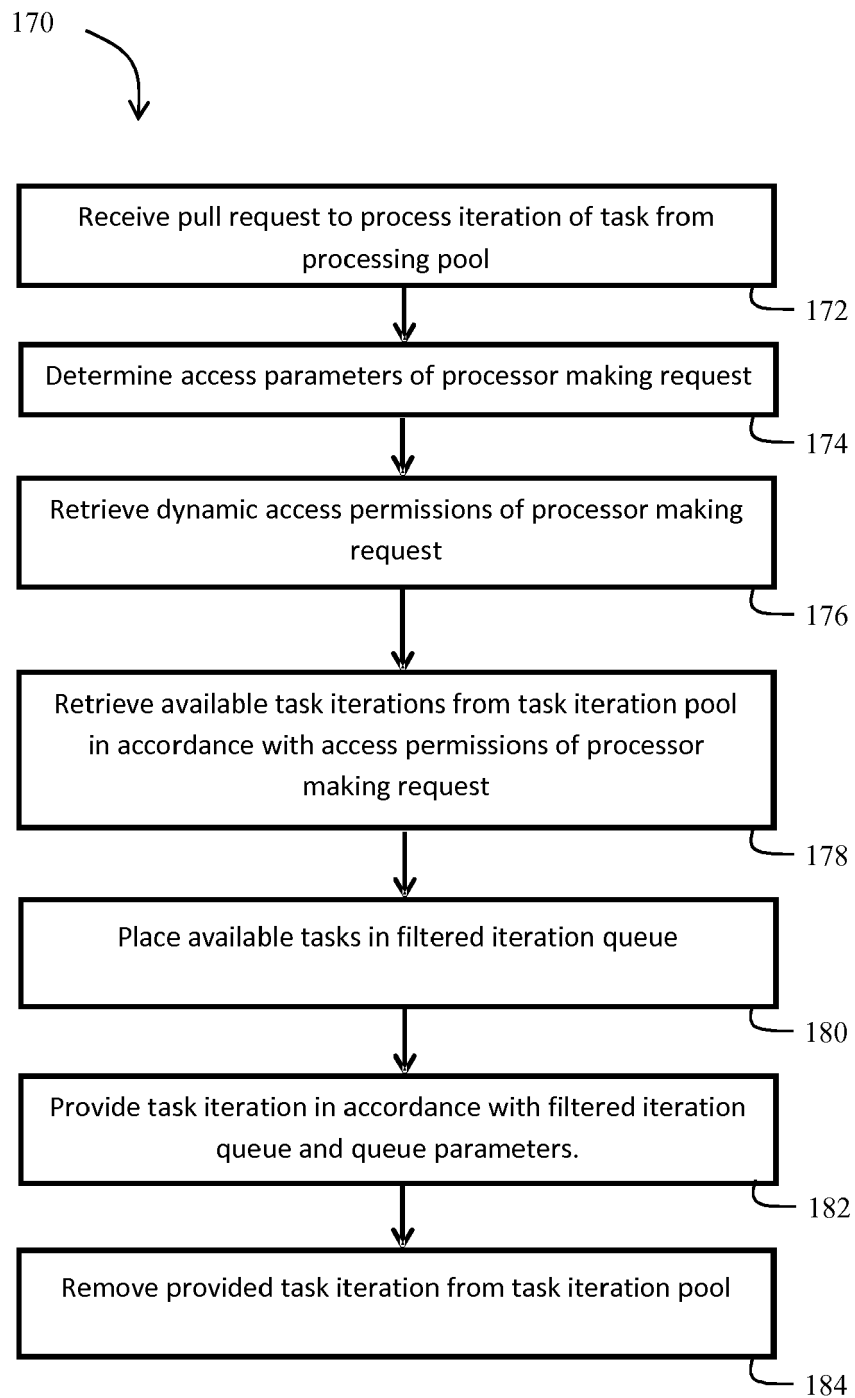 170
Receive pull request to process iteration of task from
processing pool
172
Determine access parameters of processor making request
174
Retrieve dynamic access permissions of processor making
request
176
Retrieve available task iterations from task iteration pool
in accordance with access permissions of processor
making request
178
Place available tasks in filtered iteration queue
180
Provide task iteration in accordance with filtered iteration
queue and queue parameters.
182
Remove provided task iteration from task iteration pool
184